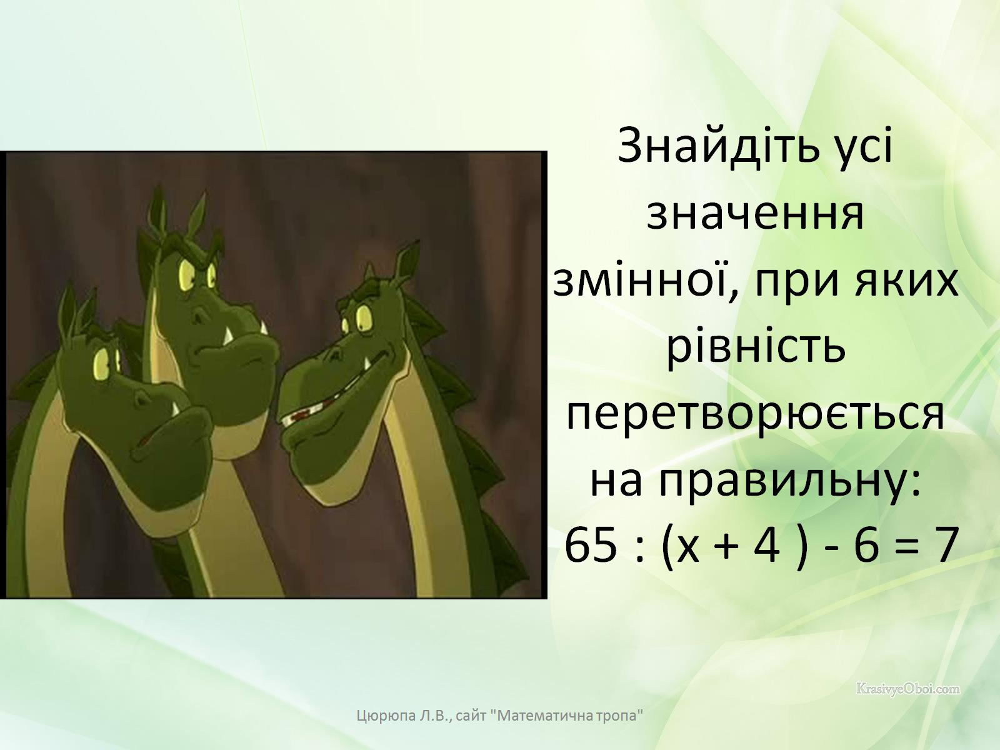 Знайдіть усі
значення
змінної, при яких
рівність
перетворюється
на правильну:
65 : (х + 4 ) - 6 = 7
KrasivyeOboi.com
Цюрюпа Л.В., сайт "Математична тропа"